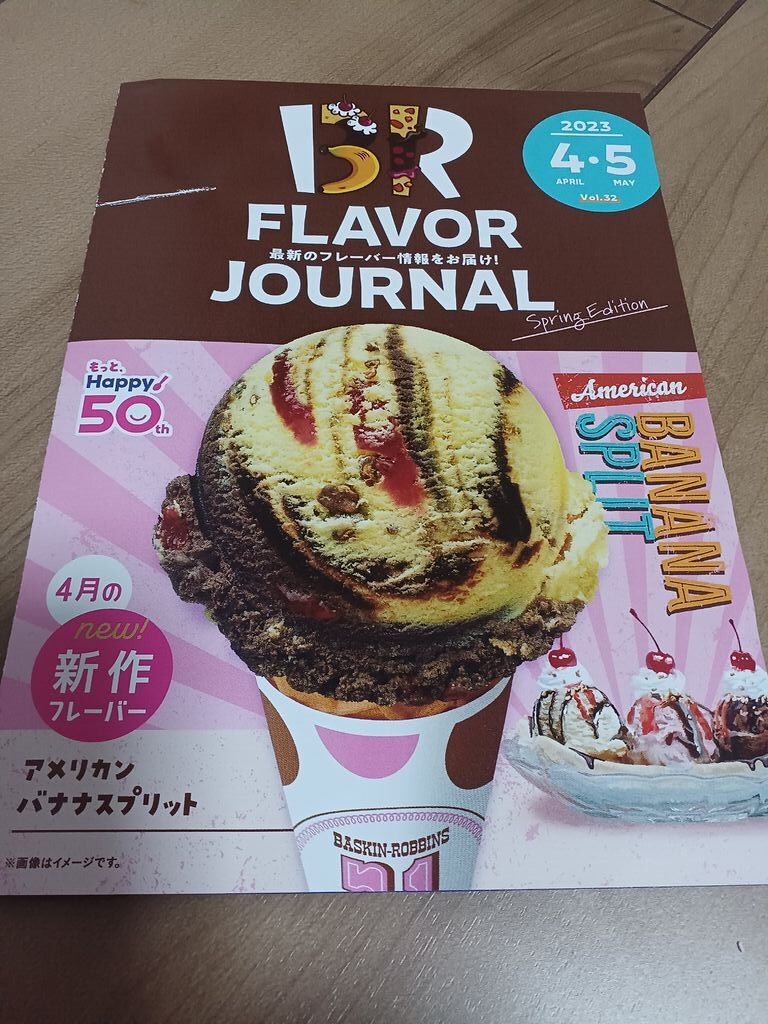 BR
2023
4・5
APRIL MAY
Vol.32
FLAVOR
最新のフレーバー情報をお届け!
JOURNAL
Spring Edition
もっと、
Happy!
50th
American
BANANA
SPLIT
4月の
new!
新作
フレーバー
アメリカン
バナナスプリット
※画像はイメージです。
BASKIN-ROBBINS
31